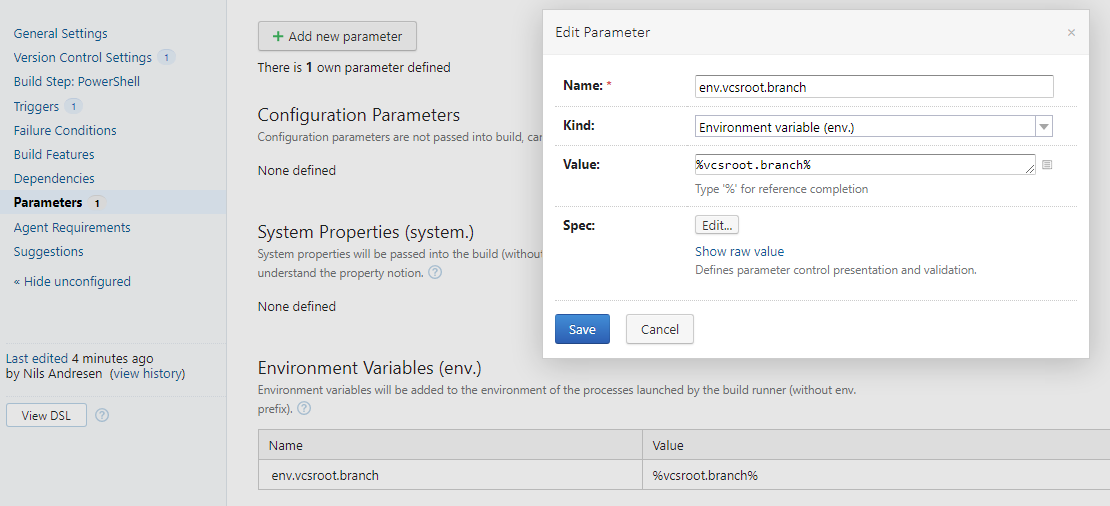 General Settings
Version Control Settings 1
Build Step: PowerShell
Triggers 1
Failure Conditions
Build Features
Dependencies
Parameters 1
Agent Requirements
Suggestions
« Hide unconfigured
Last edited 4 minutes ago
by Nils Andresen (view history)
View DSL ?
+ Add new parameter
There is 1 own parameter defined
Configuration Parameters
Configuration parameters are not passed into build, can
None defined
System Properties (system.)
System properties will be passed into the build (without
understand the property notion. ?
None defined
Environment Variables (env.)
Environment variables will be added to the environment of the processes launched by the build runner (without env.
prefix). ?
Name Value
env.vcsroot.branch %vcsroot.branch%
Edit Parameter ×
Name: * env.vcsroot.branch
Kind: Environment variable (env.)
Value: %vcsroot.branch%
Type '%' for reference completion
Spec: Edit...
Show raw value
Defines parameter control presentation and validation.
Save Cancel